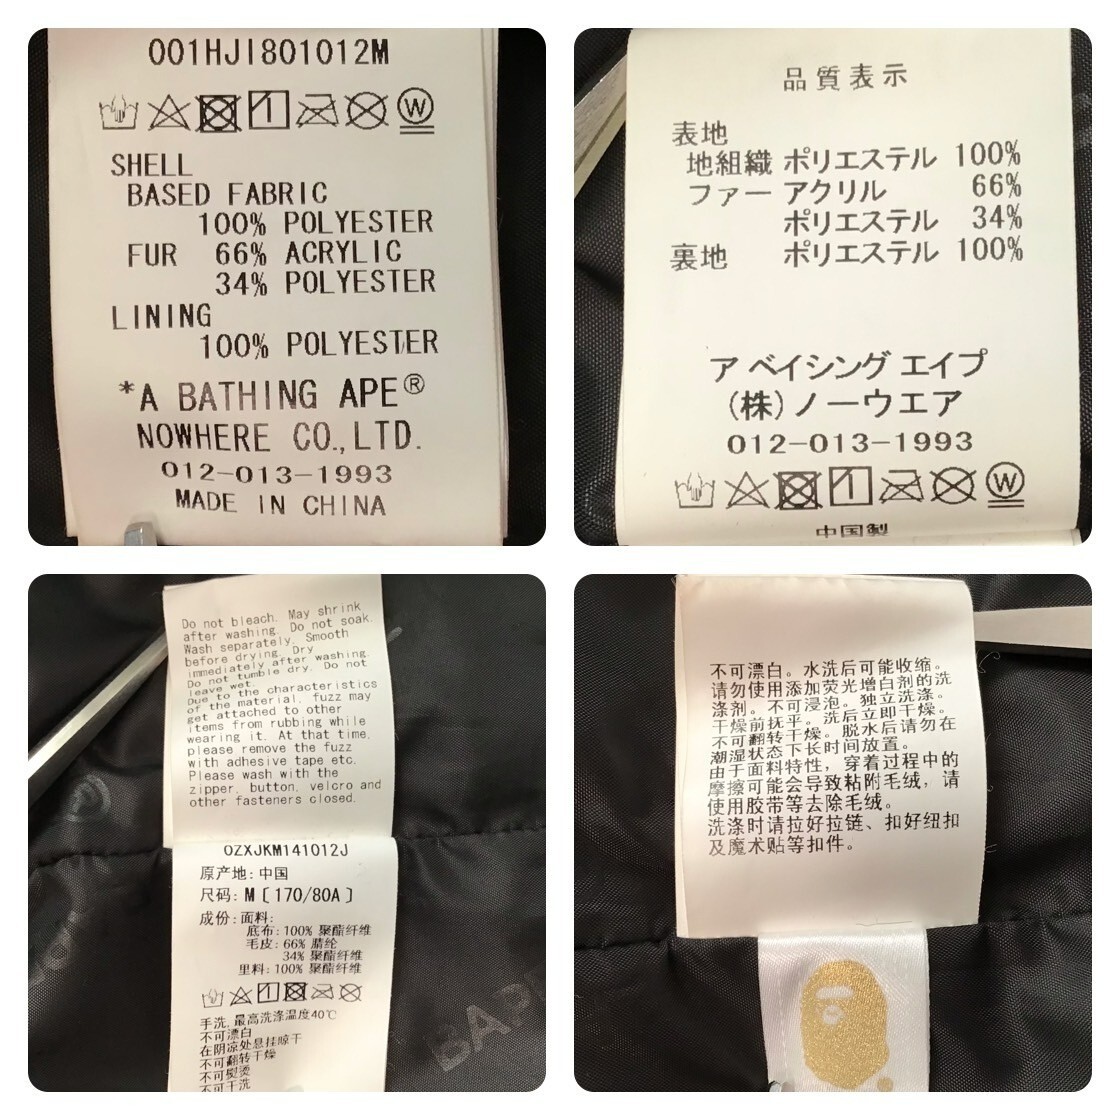 001HJI801012M
W
SHELL
BASED FABRIC
100% POLYESTER
FUR 66% ACRYLIC
34% POLYESTER
LINING
100% POLYESTER
*A BATHING APE®
NOWHERE CO.,LTD.
012-013-1993
MADE IN CHINA
品質表示
表地
地組織 ポリエステル 100%
ファー アクリル 66%
ポリエステル 34%
裏地 ポリエステル 100%
ア ベイシング エイプ
(株)ノーウエア
012-013-1993
W
中国製
Do not bleach. May shrink
after washing. Do not soak.
Wash separately. Smooth
before drying. Dry
immediately after washing.
Do not tumble dry. Do not
leave wet.
Due to the characteristics
of the material, fuzz may
get attached to other
items from rubbing while
wearing it. At that time,
please remove the fuzz
with adhesive tape etc.
Please wash with the
zipper, button, velcro and
other fasteners closed.
OZXJKM141012J
原产地: 中国
尺码: M [170/80A]
成份: 面料:
底布: 100% 聚酯纤维
毛皮: 66% 腈纶
34% 聚酯纤维
里料: 100% 聚酯纤维
手洗,最高洗涤温度40℃
不可漂白
在阴凉处悬挂晾干
不可翻转干燥
不可熨烫
不可干洗
BAPE
不可漂白。水洗后可能收缩。
请勿使用添加荧光增白剂的洗
涤剂。不可浸泡。独立洗涤。
干燥前抚平。洗后立即干燥。
不可翻转干燥。脱水后请勿在
潮湿状态下长时间放置。
由于面料特性，穿着过程中的
摩擦可能会导致粘附毛绒，请
使用胶带等去除毛绒。
洗涤时请拉好拉链、扣好纽扣
及魔术贴等扣件。